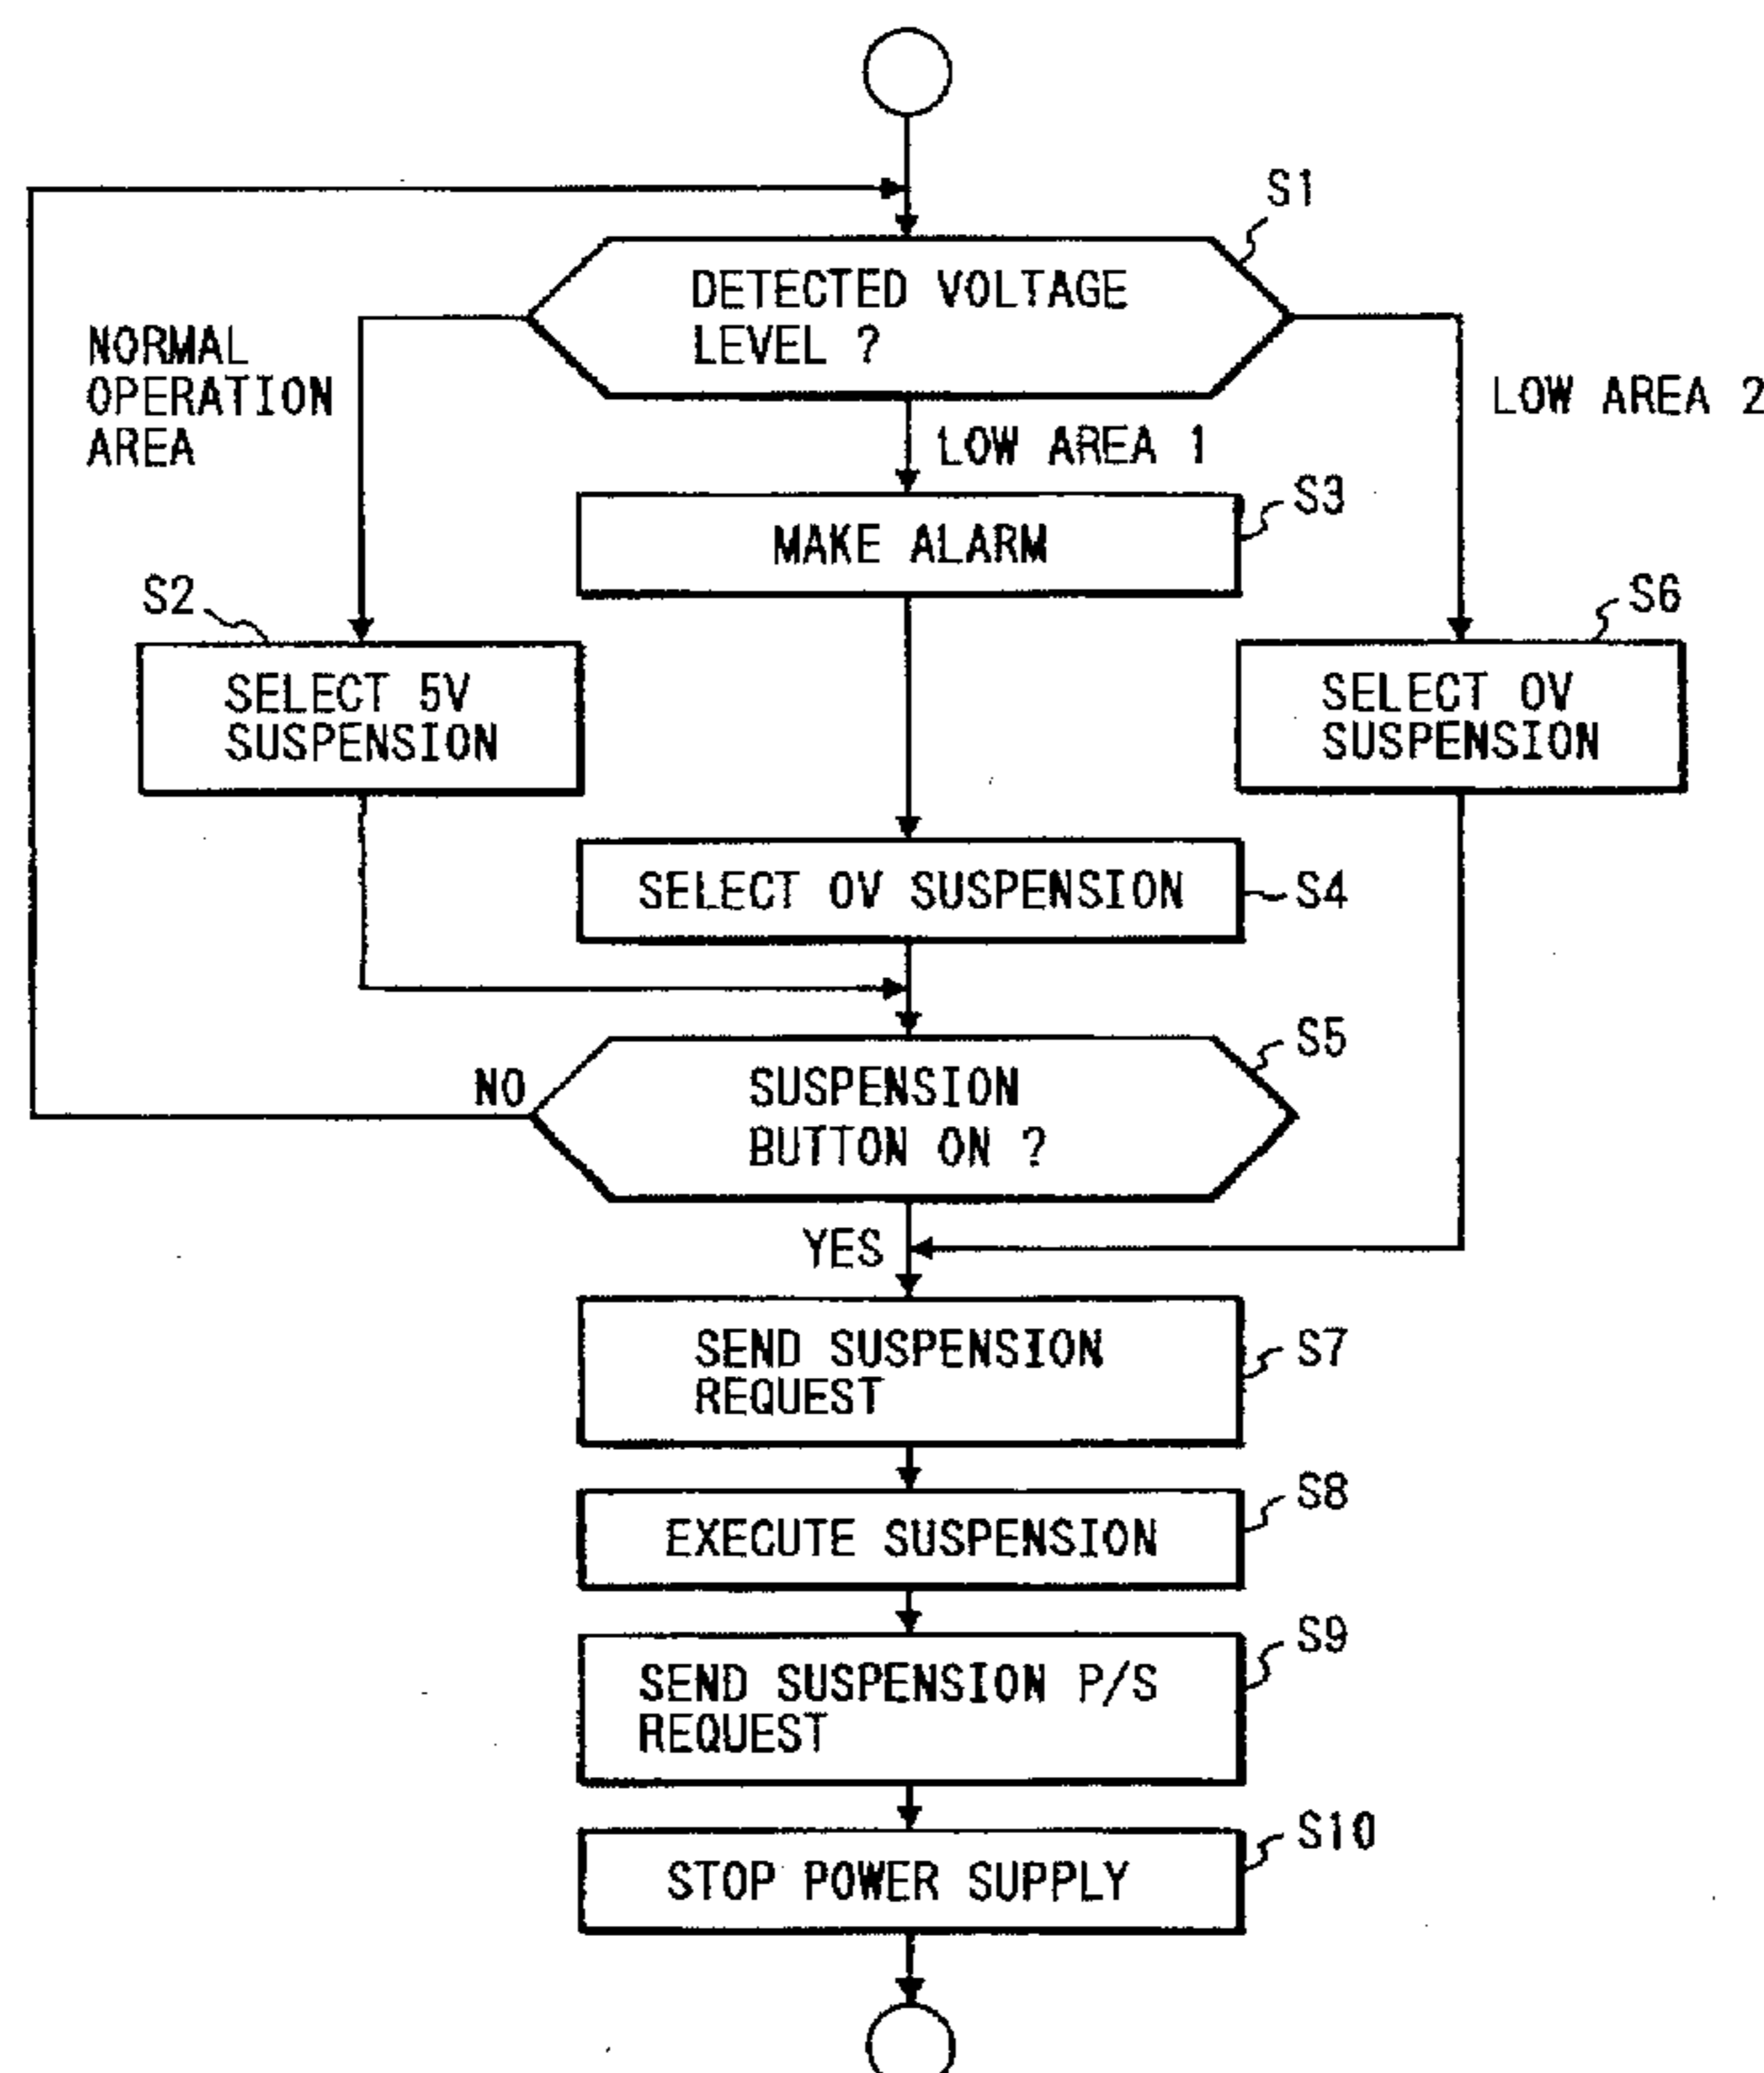 S1
DETECTED VOLTAGE
LEVEL ?
NORMAL
OPERATION
AREA
LOW AREA 2
LOW AREA 1
S3
MAKE ALARM
S2
S6
SELECT 5V
SUSPENSION
SELECT 0V
SUSPENSION
SELECT 0V SUSPENSION
S4
S5
NO
SUSPENSION
BUTTON ON ?
YES
SEND SUSPENSION
REQUEST
S7
S8
EXECUTE SUSPENSION
S9
SEND SUSPENSION P/S
REQUEST
S10
STOP POWER SUPPLY